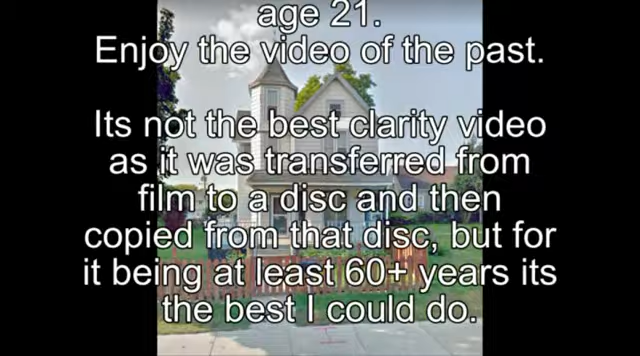 age 21.
Enjoy the video of the past.
Its not the best clarity video
as it was transferred from
film to a disc and then
copied from that disc, but for
it being at least 60+ years its
the best I could do.